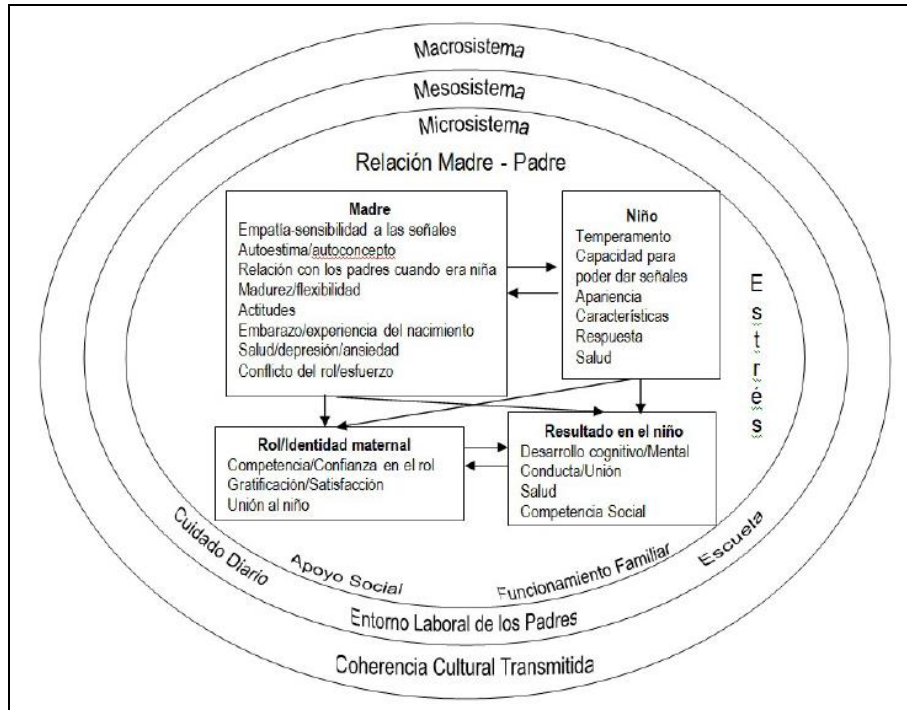 Macrosistema
Mesosistema
Microsistema
Relación Madre - Padre
Madre
Empatía-sensibilidad a las señales
Autoestima/autoconcepto
Relación con los padres cuando era niña
Madurez/flexibilidad
Actitudes
Embarazo/experiencia del nacimiento
Salud/depresión/ansiedad
Conflicto del rol/esfuerzo
Niño
Temperamento
Capacidad para
poder dar señales
Apariencia
Características
Respuesta
Salud
Estrés
Rol/Identidad maternal
Competencia/Confianza en el rol
Gratificación/Satisfacción
Unión al niño
Resultado en el niño
Desarrollo cognitivo/Mental
Conducta/Unión
Salud
Competencia Social
Cuidado Diario
Apoyo Social
Funcionamiento Familiar
Escuela
Entorno Laboral de los Padres
Coherencia Cultural Transmitida